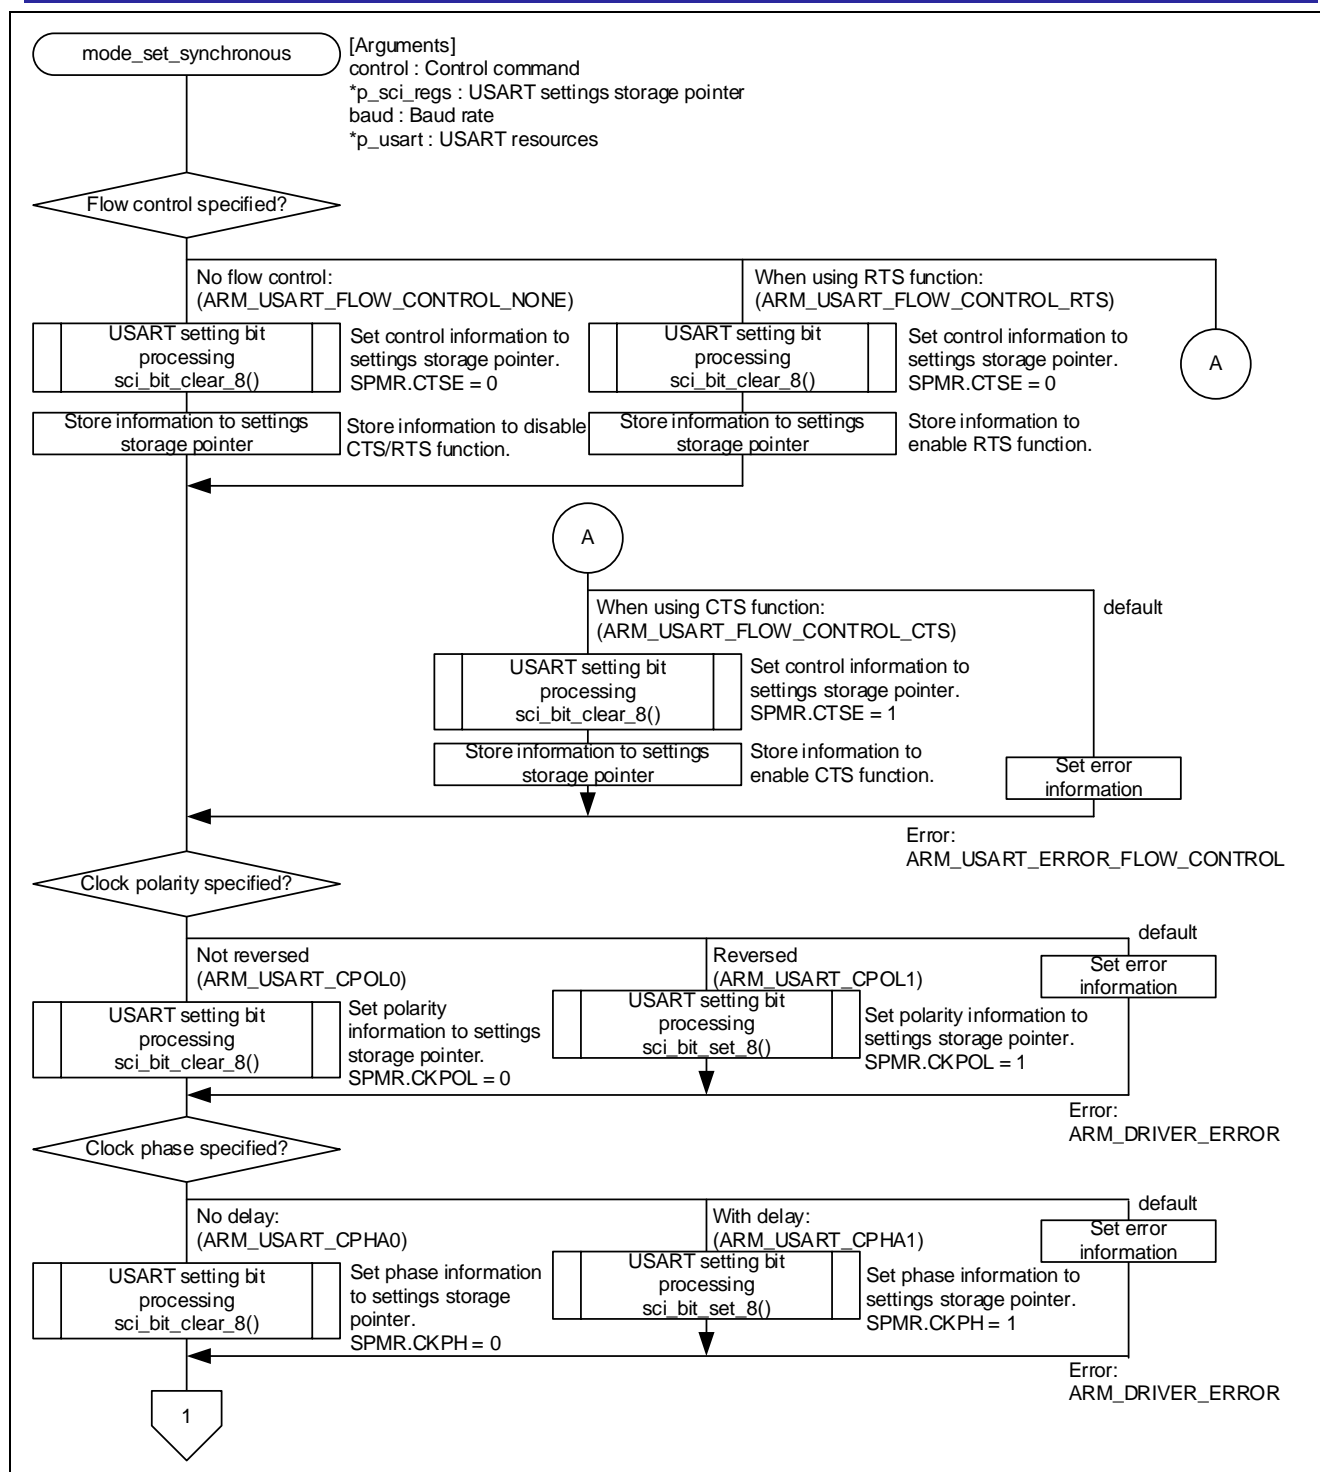 mode_set_synchronous
[Arguments]
control : Control command
*p_sci_regs : USART settings storage pointer
baud : Baud rate
*p_usart : USART resources
Flow control specified?
No flow control:
(ARM_USART_FLOW_CONTROL_NONE)
USART setting bit
processing
sci_bit_clear_8()
Set control information to
settings storage pointer.
SPMR.CTSE = 0
Store information to settings
storage pointer
Store information to disable
CTS/RTS function.
When using RTS function:
(ARM_USART_FLOW_CONTROL_RTS)
USART setting bit
processing
sci_bit_clear_8()
Set control information to
settings storage pointer.
SPMR.CTSE = 0
Store information to settings
storage pointer
Store information to
enable RTS function.
A
A
When using CTS function:
(ARM_USART_FLOW_CONTROL_CTS)
USART setting bit
processing
sci_bit_clear_8()
Set control information to
settings storage pointer.
SPMR.CTSE = 1
Store information to settings
storage pointer
Store information to
enable CTS function.
default
Set error
information
Error:
ARM_USART_ERROR_FLOW_CONTROL
Clock polarity specified?
Not reversed
(ARM_USART_CPOL0)
USART setting bit
processing
sci_bit_clear_8()
Set polarity
information to settings
storage pointer.
SPMR.CKPOL = 0
Reversed
(ARM_USART_CPOL1)
USART setting bit
processing
sci_bit_set_8()
Set polarity information to
settings storage pointer.
SPMR.CKPOL = 1
default
Set error
information
Error:
ARM_DRIVER_ERROR
Clock phase specified?
No delay:
(ARM_USART_CPHA0)
USART setting bit
processing
sci_bit_clear_8()
Set phase information
to settings storage
pointer.
SPMR.CKPH = 0
With delay:
(ARM_USART_CPHA1)
USART setting bit
processing
sci_bit_set_8()
Set phase information to
settings storage pointer.
SPMR.CKPH = 1
default
Set error
information
Error:
ARM_DRIVER_ERROR
1